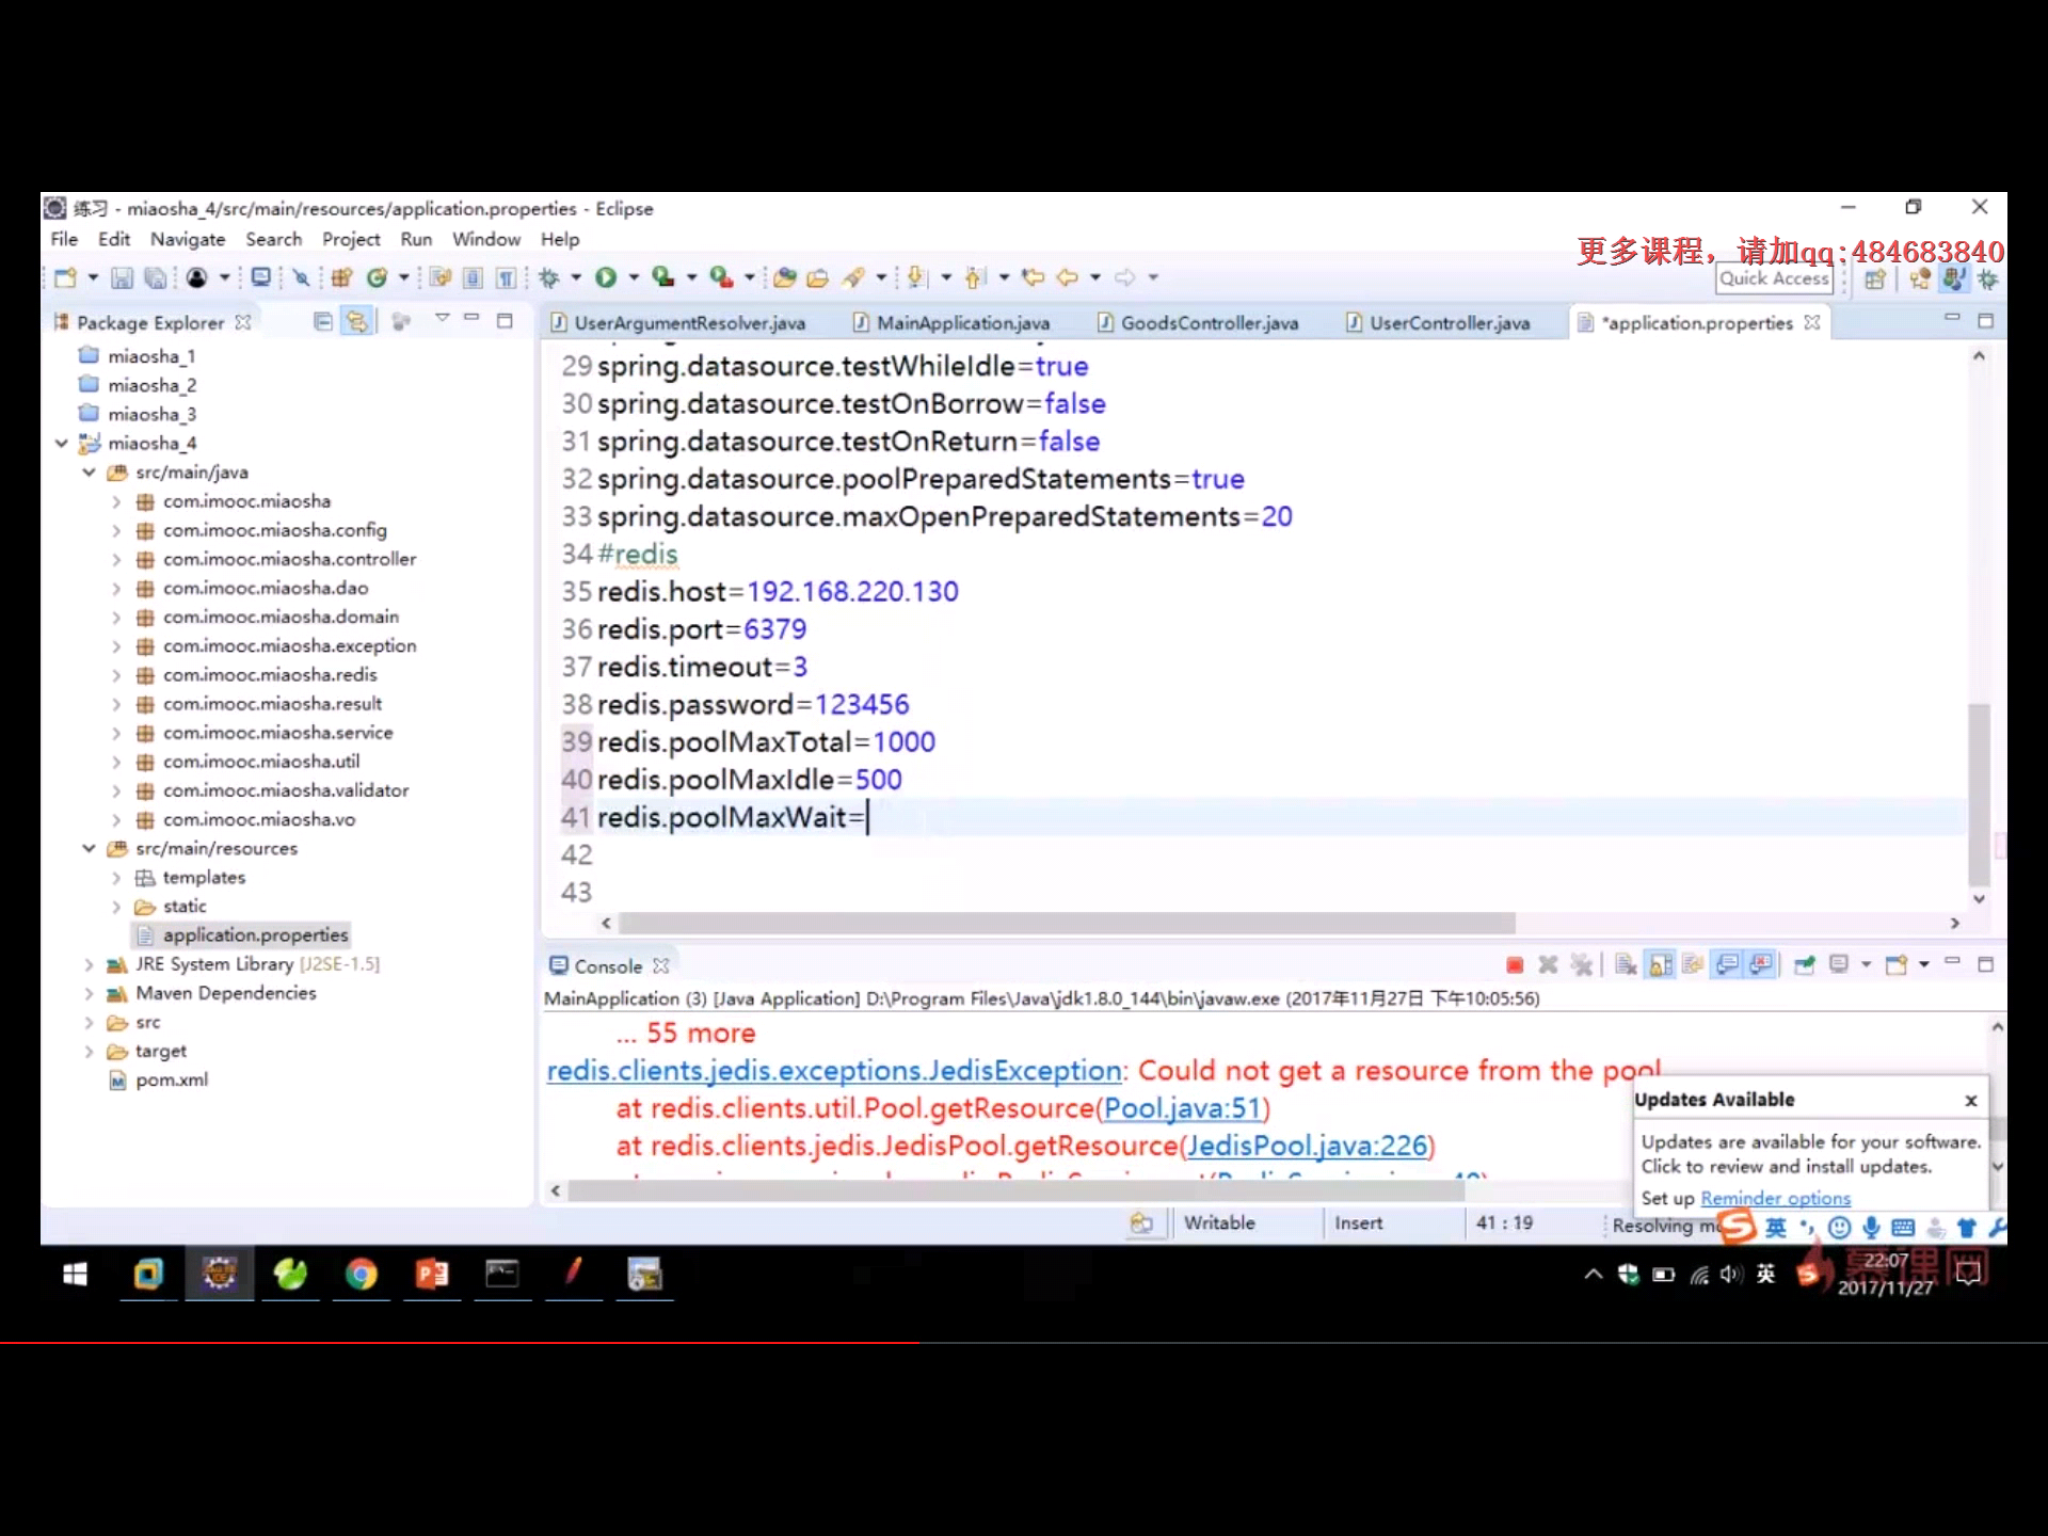 练习 - miaosha_4/src/main/resources/application.properties - Eclipse
File Edit Navigate Search Project Run Window Help
更多课程，请加qq:484683840
Quick Access
Package Explorer
UserArgumentResolver.java MainApplication.java GoodsController.java UserController.java *application.properties
miaosha_1
miaosha_2
miaosha_3
miaosha_4
src/main/java
com.imooc.miaosha
com.imooc.miaosha.config
com.imooc.miaosha.controller
com.imooc.miaosha.dao
com.imooc.miaosha.domain
com.imooc.miaosha.exception
com.imooc.miaosha.redis
com.imooc.miaosha.result
com.imooc.miaosha.service
com.imooc.miaosha.util
com.imooc.miaosha.validator
com.imooc.miaosha.vo
src/main/resources
templates
static
application.properties
JRE System Library [J2SE-1.5]
Maven Dependencies
src
target
pom.xml
29 spring.datasource.testWhileIdle=true
30 spring.datasource.testOnBorrow=false
31 spring.datasource.testOnReturn=false
32 spring.datasource.poolPreparedStatements=true
33 spring.datasource.maxOpenPreparedStatements=20
34 #redis
35 redis.host=192.168.220.130
36 redis.port=6379
37 redis.timeout=3
38 redis.password=123456
39 redis.poolMaxTotal=1000
40 redis.poolMaxIdle=500
41 redis.poolMaxWait=
42
43
Console
MainApplication (3) [Java Application] D:\Program Files\Java\jdk1.8.0_144\bin\javaw.exe (2017年11月27日 下午10:05:56)
... 55 more
redis.clients.jedis.exceptions.JedisException: Could not get a resource from the pool
at redis.clients.util.Pool.getResource(Pool.java:51)
at redis.clients.jedis.JedisPool.getResource(JedisPool.java:226)
Updates Available
Updates are available for your software.
Click to review and install updates.
Set up Reminder options
Writable Insert 41 : 19 Resolving
英
英
22:07
2017/11/27
慕课网